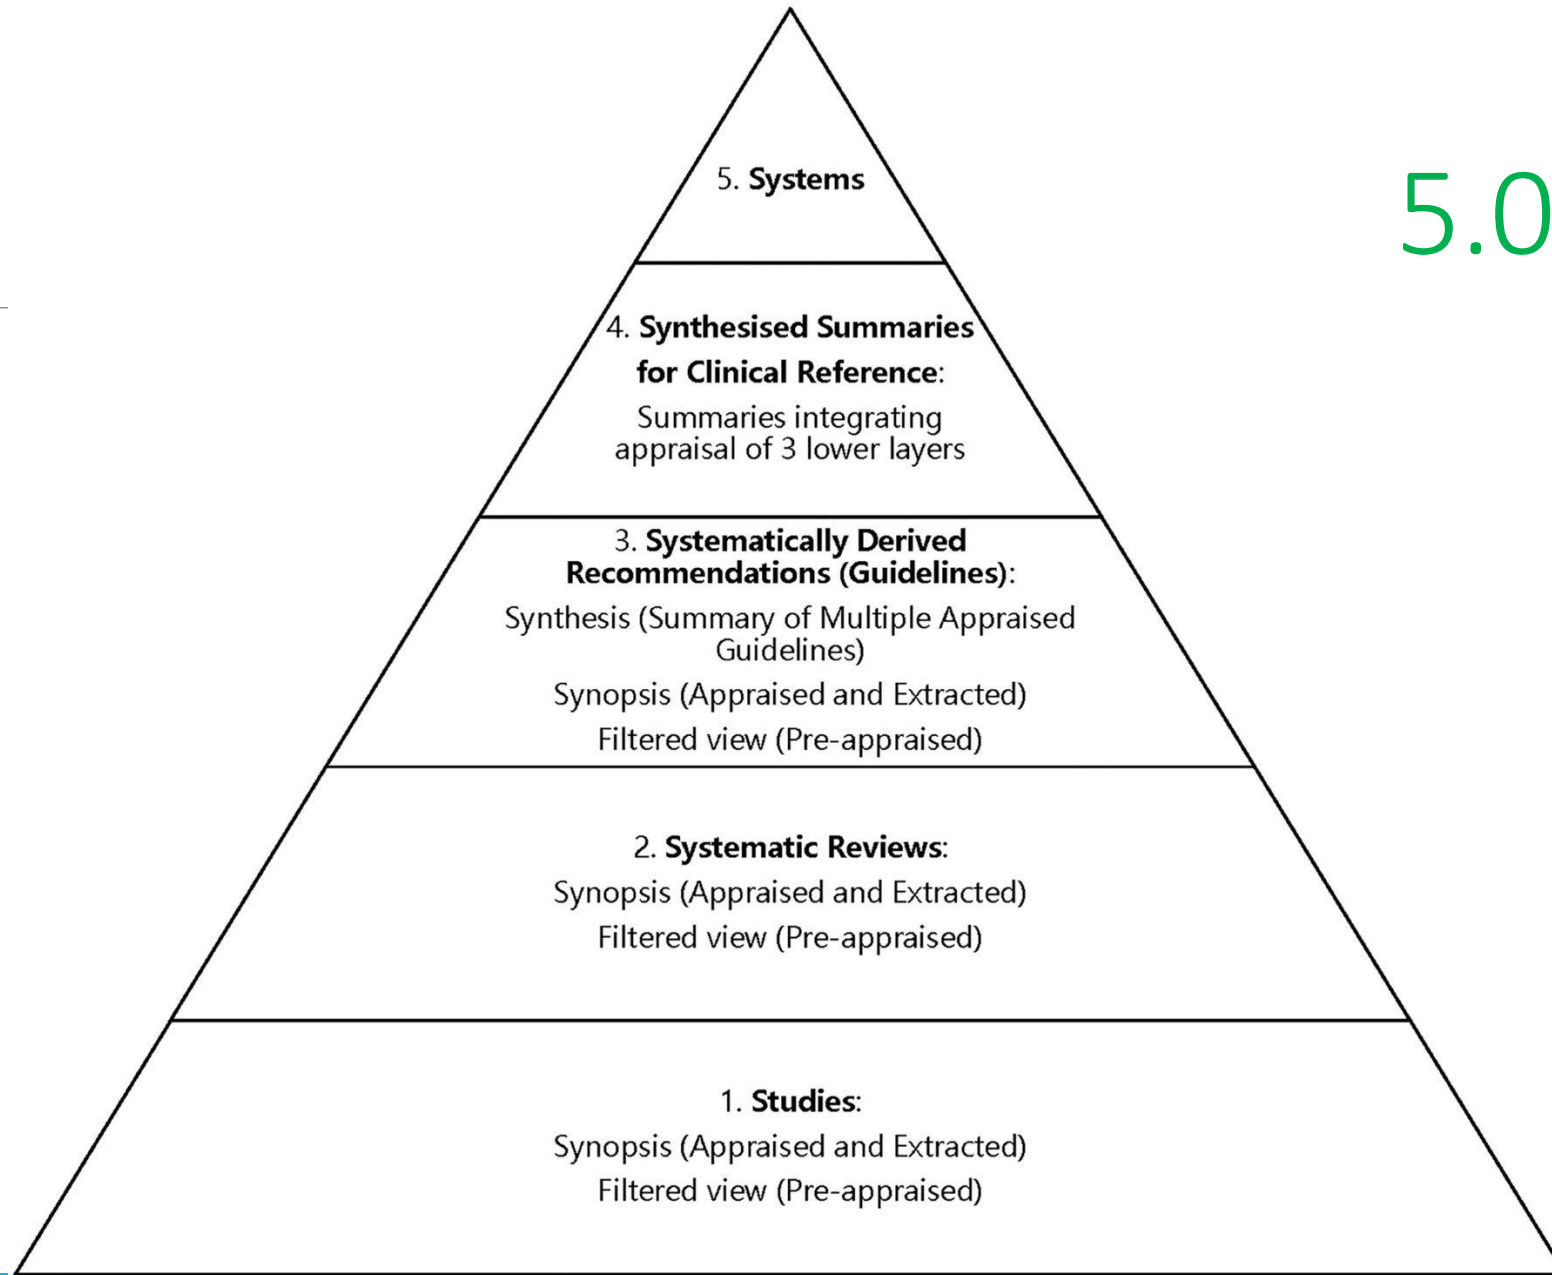 5. Systems
5.0
4. Synthesised Summaries
for Clinical Reference:
Summaries integrating
appraisal of 3 lower layers
3. Systematically Derived
Recommendations (Guidelines):
Synthesis (Summary of Multiple Appraised
Guidelines)
Synopsis (Appraised and Extracted)
Filtered view (Pre-appraised)
2. Systematic Reviews:
Synopsis (Appraised and Extracted)
Filtered view (Pre-appraised)
1. Studies:
Synopsis (Appraised and Extracted)
Filtered view (Pre-appraised)